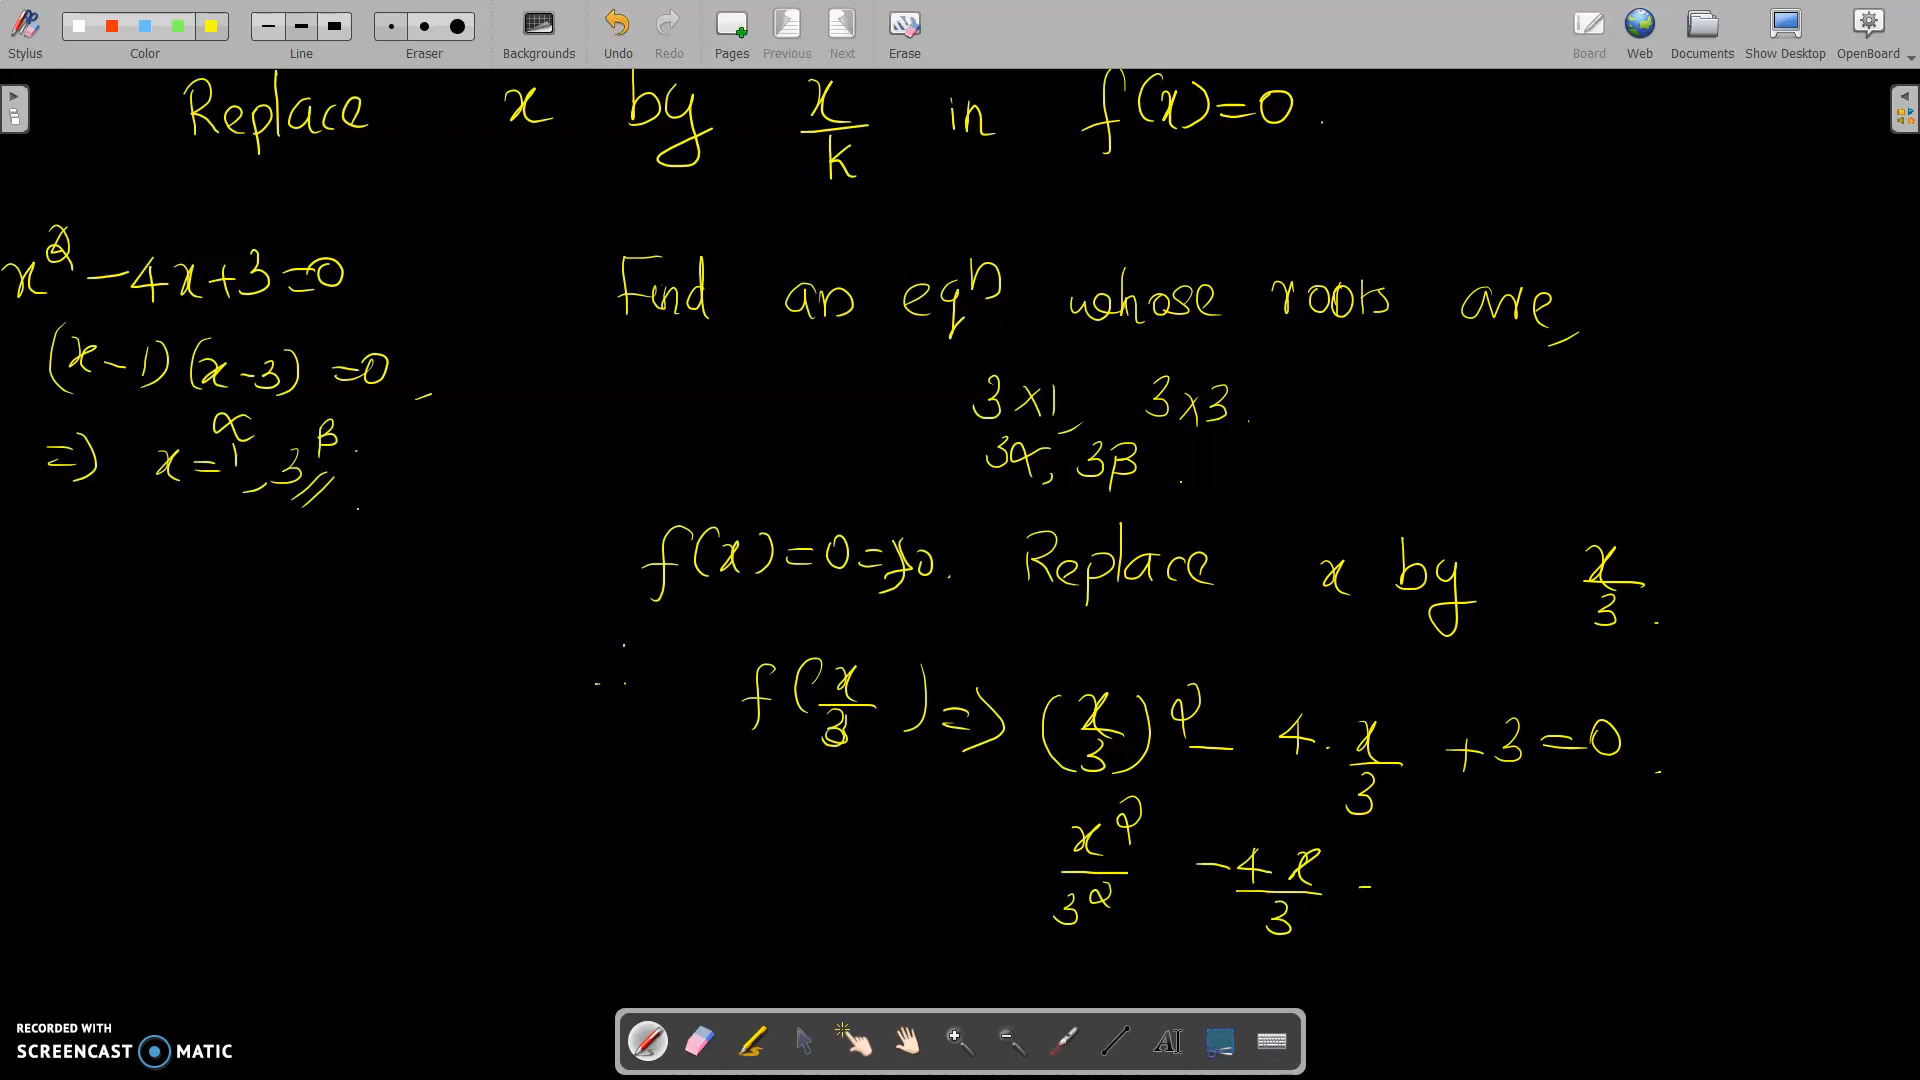 Stylus Color Line Eraser Backgrounds Undo Redo Pages Previous Next Erase Board Web Documents Show Desktop OpenBoard
Replace x by x/k in f(x)=0.
x² - 4x + 3 = 0
(x-1) (x-3) = 0,
α β
=> x = 1, 3.
Find an eqn whose roots are,
3×1, 3×3.
3α, 3β.
f(x)=0 = f0. Replace x by x/3.
∴ f(x/3) => (x/3)² - 4.x/3 + 3 = 0.
x²/3² - 4x/3 -
AI
RECORDED WITH
SCREENCAST MATIC